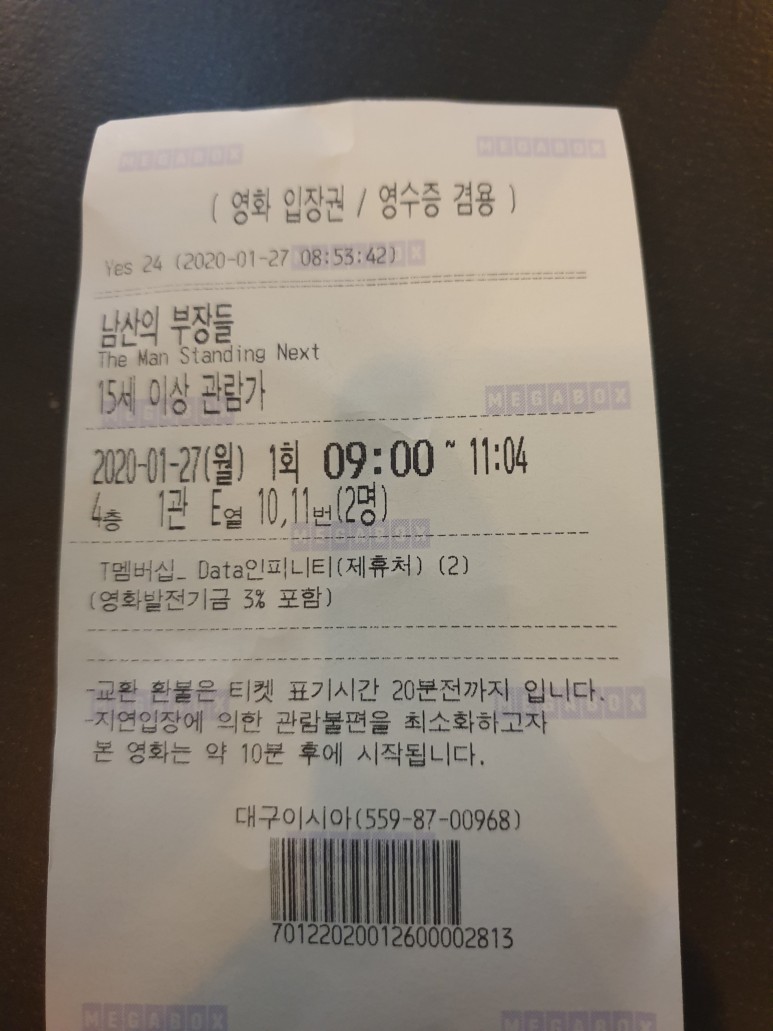 MEGABOX MEGABOX
( 영화 입장권 / 영수증 겸용 )
Yes 24 (2020-01-27 08:53:42)
남산의 부장들
The Man Standing Next
15세 이상 관람가
MEGABOX
2020-01-27(월) 1회 09:00 ~ 11:04
4층 1관 E열 10,11번(2명)
MEGABOX
T멤버십_ Data인피니티(제휴처) (2)
(영화발전기금 3% 포함)
-교환 환불은 티켓 표기시간 20분전까지 입니다.
MEGABOX
-지연입장에 의한 관람불편을 최소화하고자
본 영화는 약 10분 후에 시작됩니다.
대구이시아(559-87-00968)
70122020012600002813
MEGABOX MEGABOX